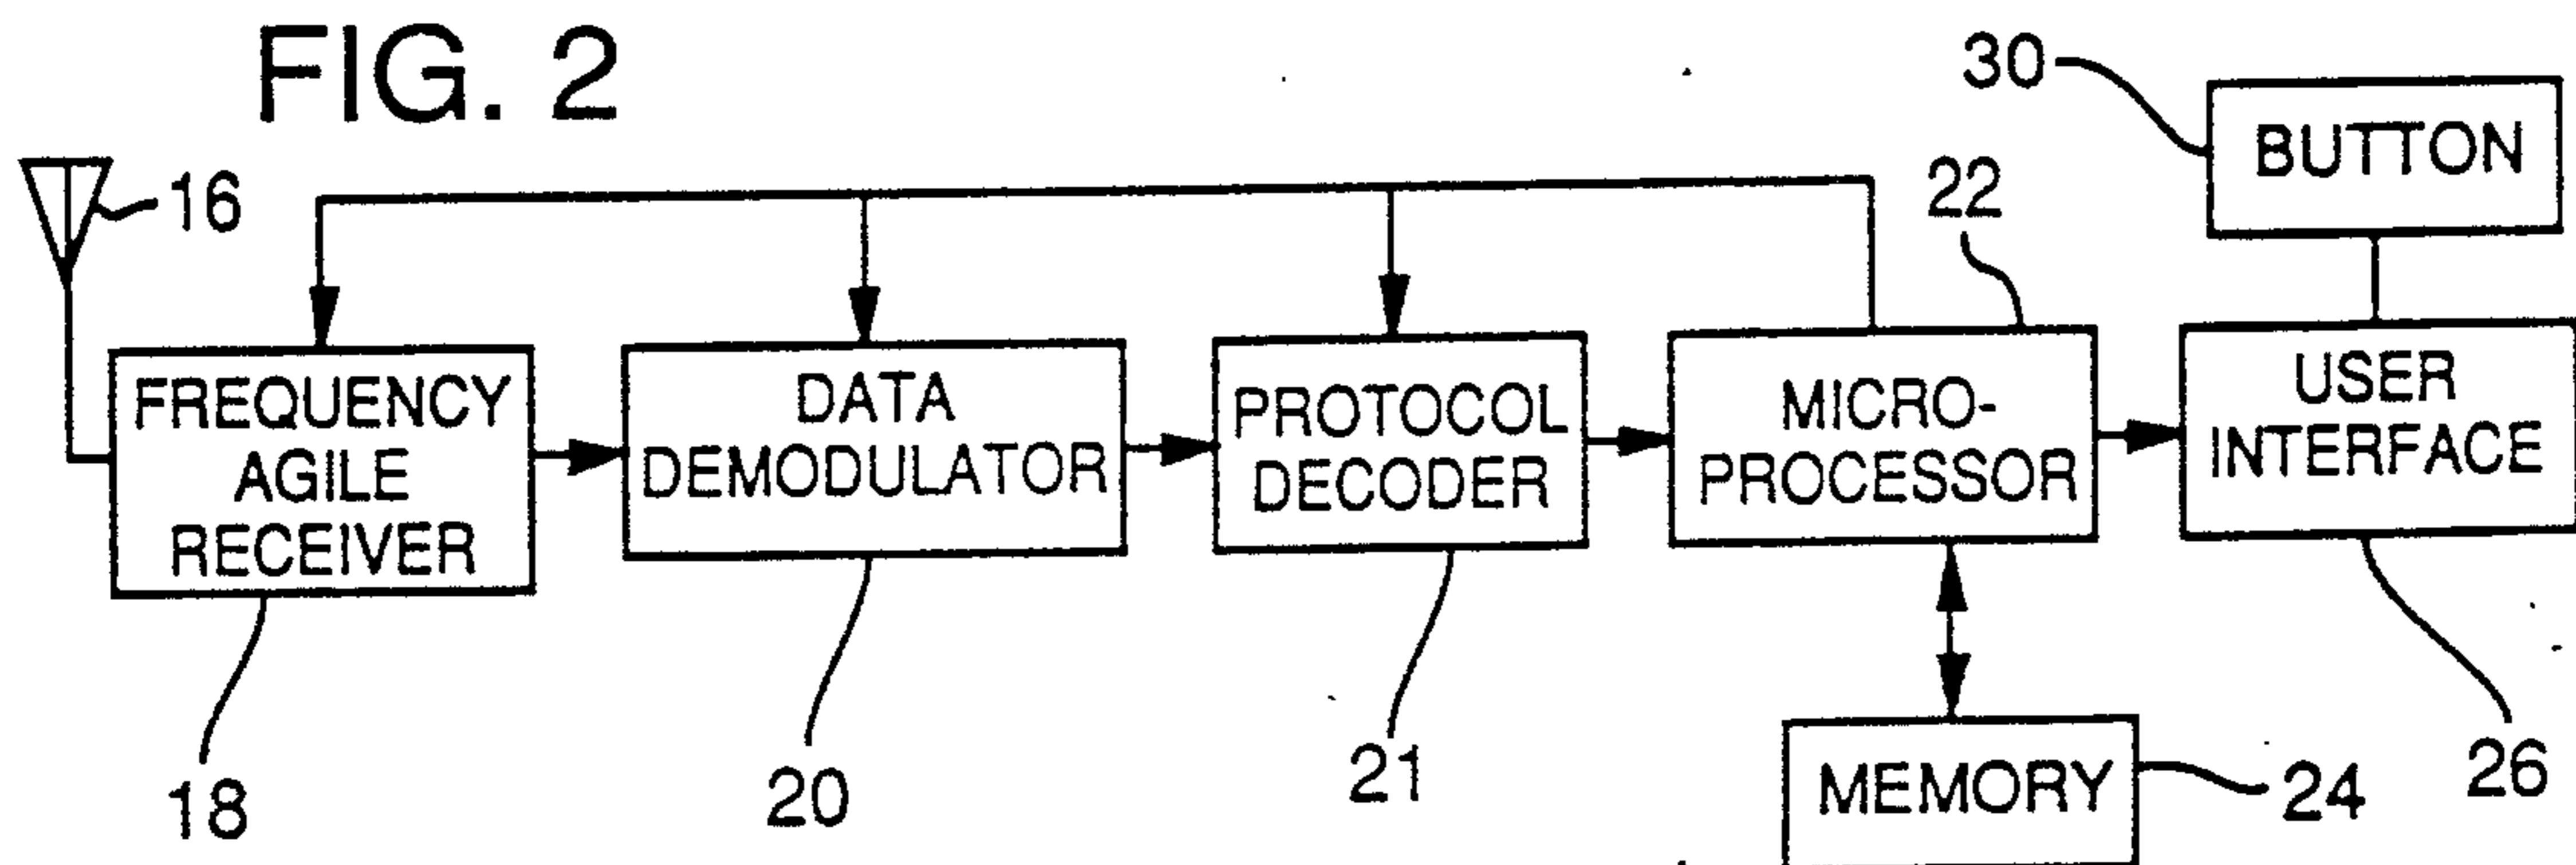 FIG. 2
30
BUTTON
16
22
FREQUENCY
AGILE
RECEIVER
DATA
DEMODULATOR
PROTOCOL
DECODER
MICRO-
PROCESSOR
USER
INTERFACE
18
20
21
MEMORY
24
26